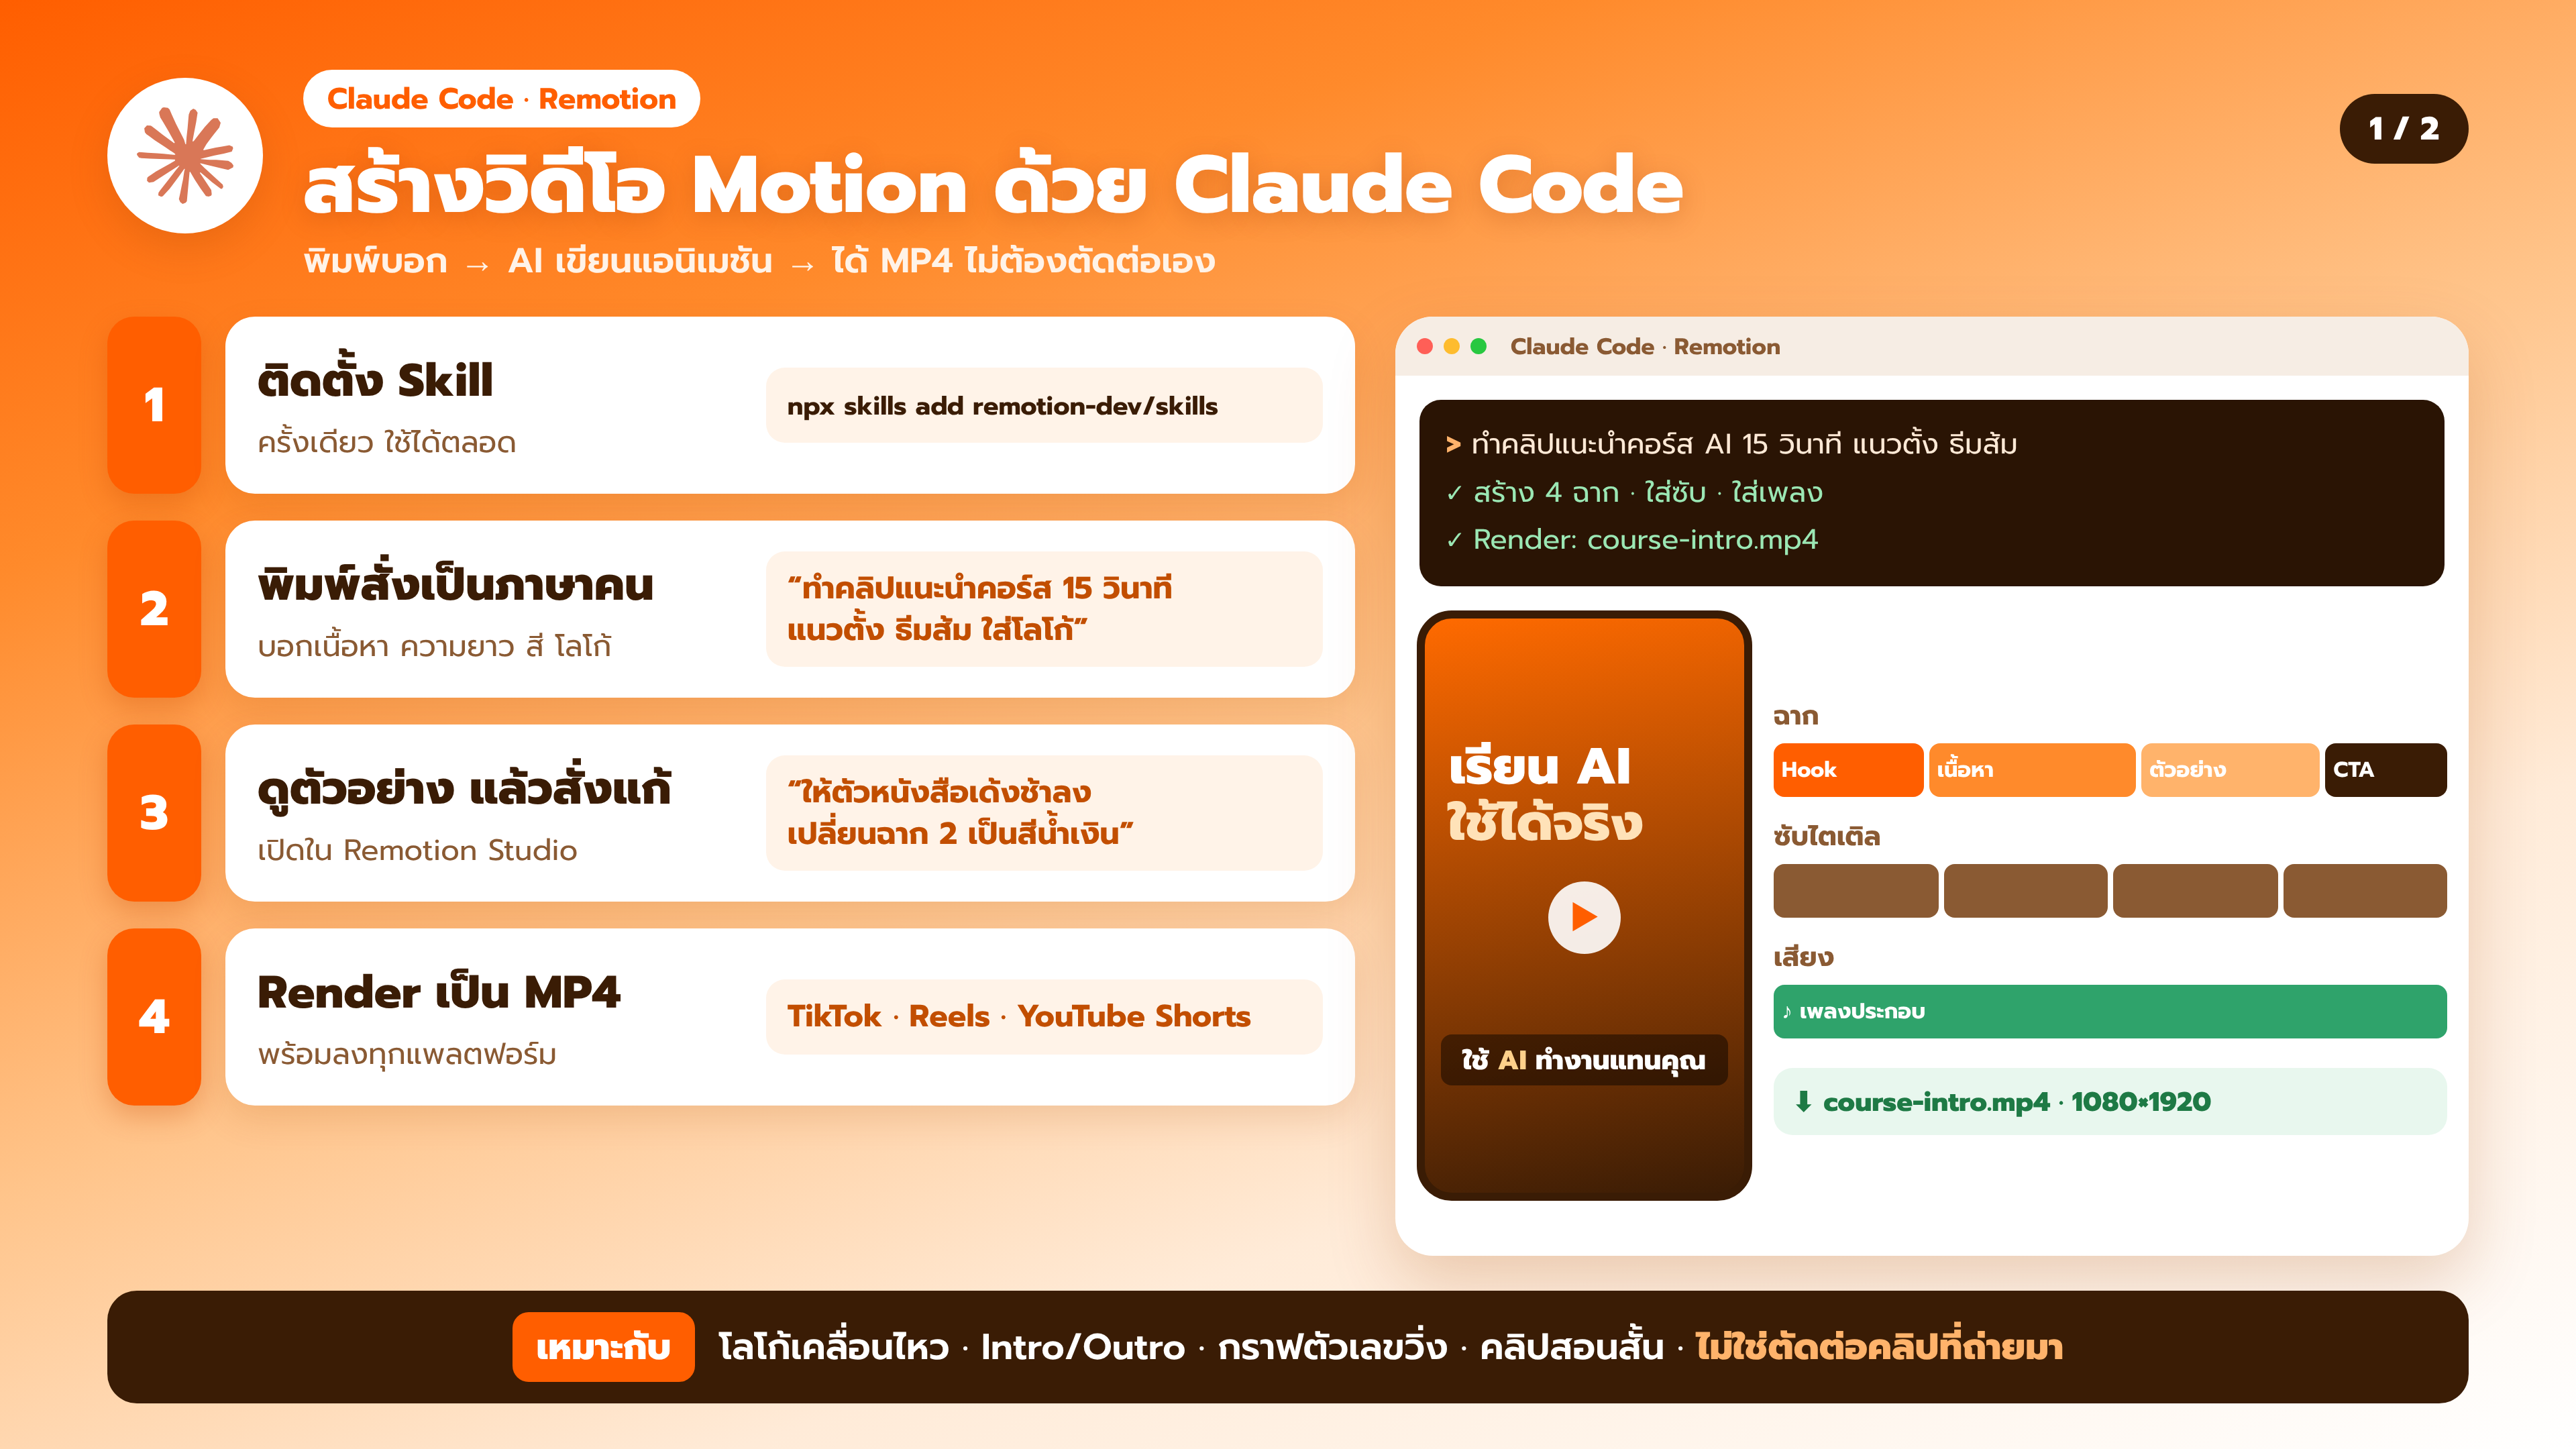 Claude Code · Remotion
สร้างวิดีโอ Motion ด้วย Claude Code
พิมพ์บอก → AI เขียนแอนิเมชัน → ได้ MP4 ไม่ต้องตัดต่อเอง
1 / 2
1
ติดตั้ง Skill
ครั้งเดียว ใช้ได้ตลอด
npx skills add remotion-dev/skills
2
พิมพ์สั่งเป็นภาษาคน
บอกเนื้อหา ความยาว สี โลโก้
“ทำคลิปแนะนำคอร์ส 15 วินาที
แนวตั้ง ธีมส้ม ใส่โลโก้”
3
ดูตัวอย่าง แล้วสั่งแก้
เปิดใน Remotion Studio
“ให้ตัวหนังสือเด้งช้าลง
เปลี่ยนฉาก 2 เป็นสีน้ำเงิน”
4
Render เป็น MP4
พร้อมลงทุกแพลตฟอร์ม
TikTok · Reels · YouTube Shorts
Claude Code · Remotion
> ทำคลิปแนะนำคอร์ส AI 15 วินาที แนวตั้ง ธีมส้ม
✓ สร้าง 4 ฉาก · ใส่ซับ · ใส่เพลง
✓ Render: course-intro.mp4
เรียน AI
ใช้ได้จริง
ใช้ AI ทำงานแทนคุณ
ฉาก
Hook เนื้อหา ตัวอย่าง CTA
ซับไตเติล
เสียง
♪ เพลงประกอบ
⬇ course-intro.mp4 · 1080×1920
เหมาะกับ โลโก้เคลื่อนไหว · Intro/Outro · กราฟตัวเลขวิ่ง · คลิปสอนสั้น · ไม่ใช่ตัดต่อคลิปที่ถ่ายมา